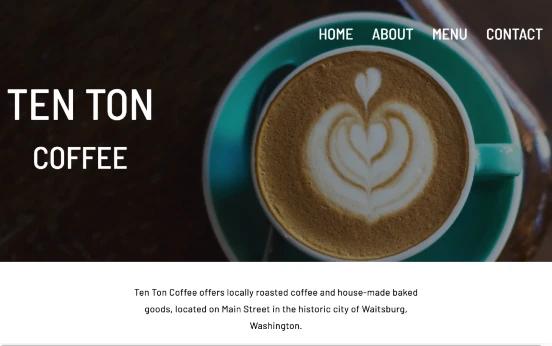 HOME ABOUT MENU CONTACT
TEN TON
COFFEE
Ten Ton Coffee offers locally roasted coffee and house-made baked
goods, located on Main Street in the historic city of Waitsburg,
Washington.